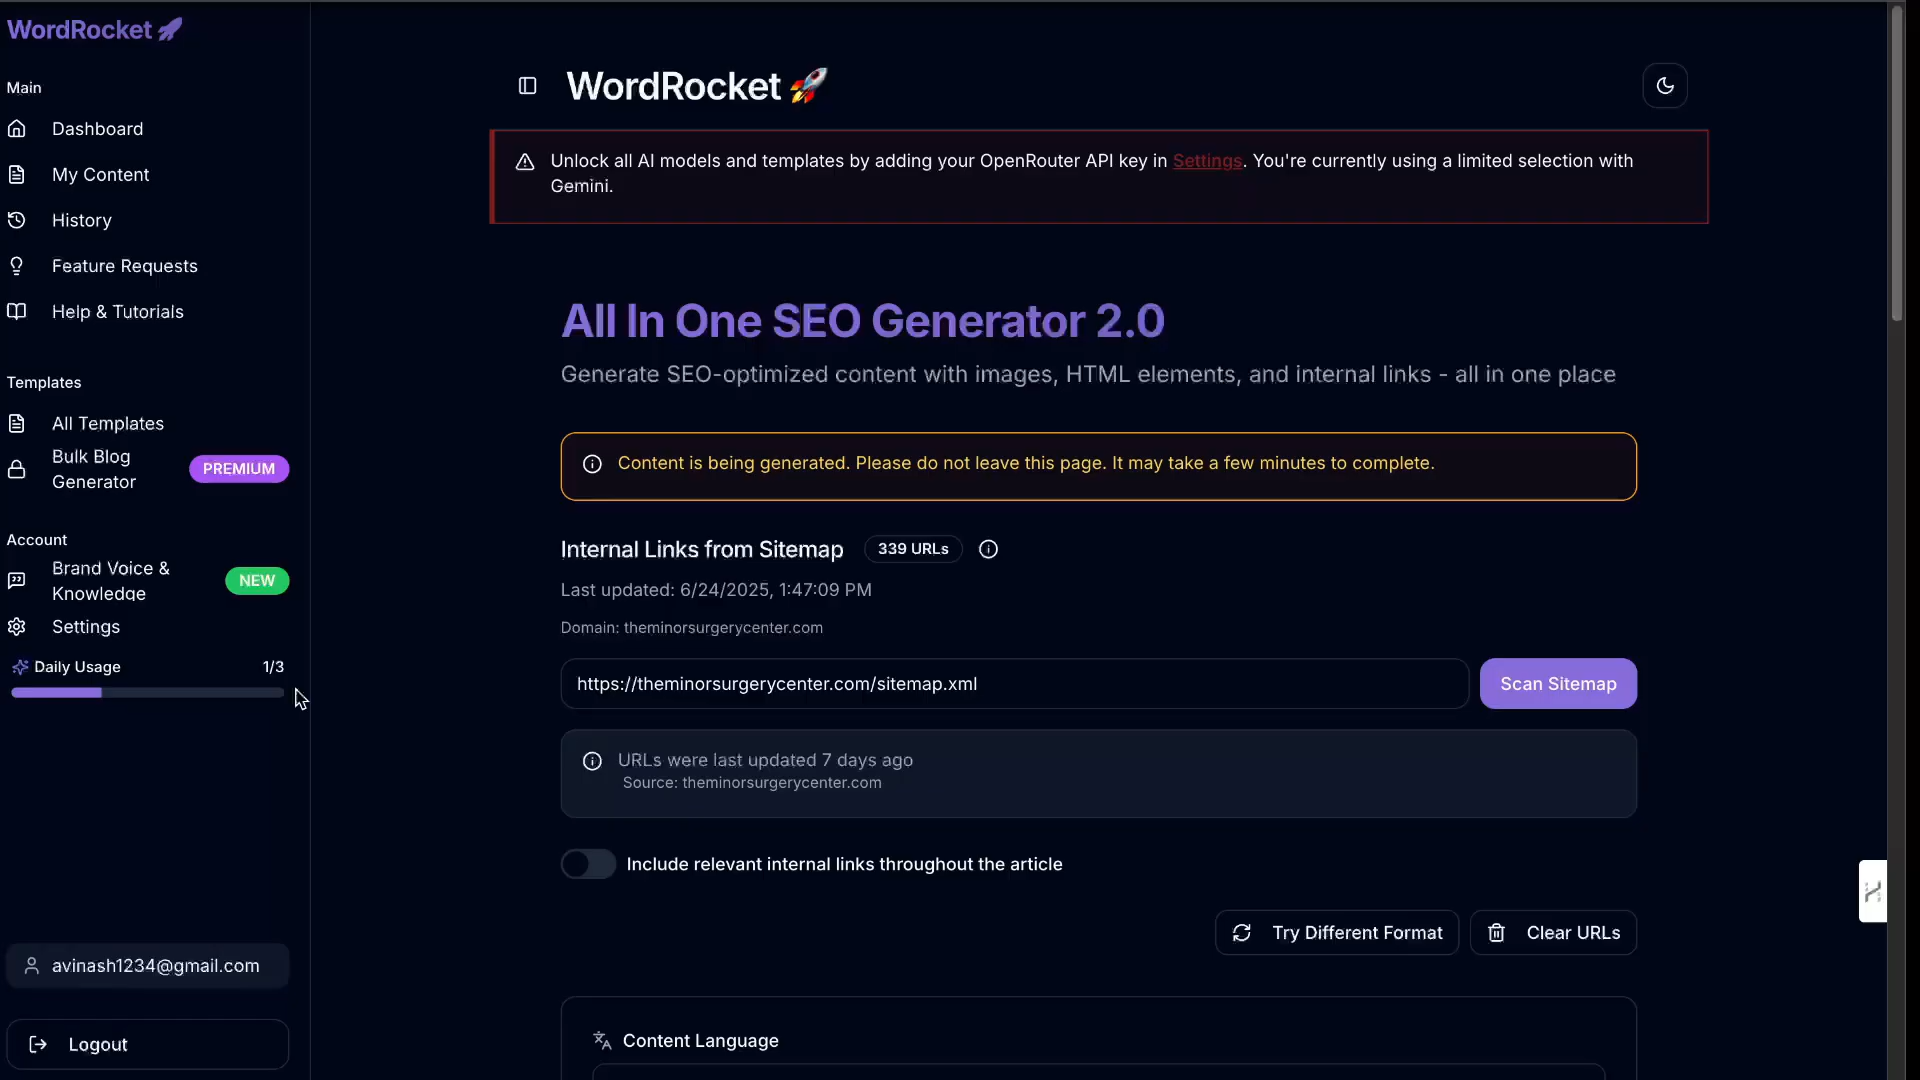 WordRocket
Main
Dashboard
My Content
History
Feature Requests
Help & Tutorials
Templates
All Templates
Bulk Blog
Generator
PREMIUM
Account
Brand Voice &
Knowledge
NEW
Settings
Daily Usage 1/3
avinash1234@gmail.com
Logout
WordRocket
Unlock all AI models and templates by adding your OpenRouter API key in Settings. You're currently using a limited selection with
Gemini.
All In One SEO Generator 2.0
Generate SEO-optimized content with images, HTML elements, and internal links - all in one place
Content is being generated. Please do not leave this page. It may take a few minutes to complete.
Internal Links from Sitemap 339 URLs
Last updated: 6/24/2025, 1:47:09 PM
Domain: theminorsurgerycenter.com
https://theminorsurgerycenter.com/sitemap.xml
Scan Sitemap
URLs were last updated 7 days ago
Source: theminorsurgerycenter.com
Include relevant internal links throughout the article
Try Different Format
Clear URLs
Content Language